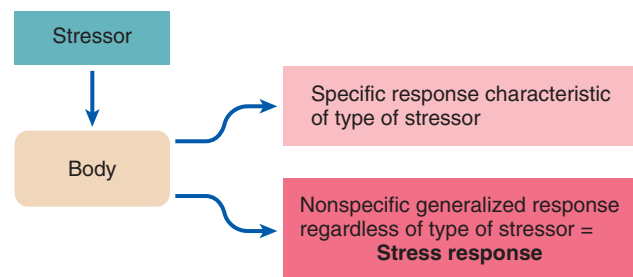 Stressor
Body
Specific response characteristic
of type of stressor
Nonspecific generalized response
regardless of type of stressor =
Stress response